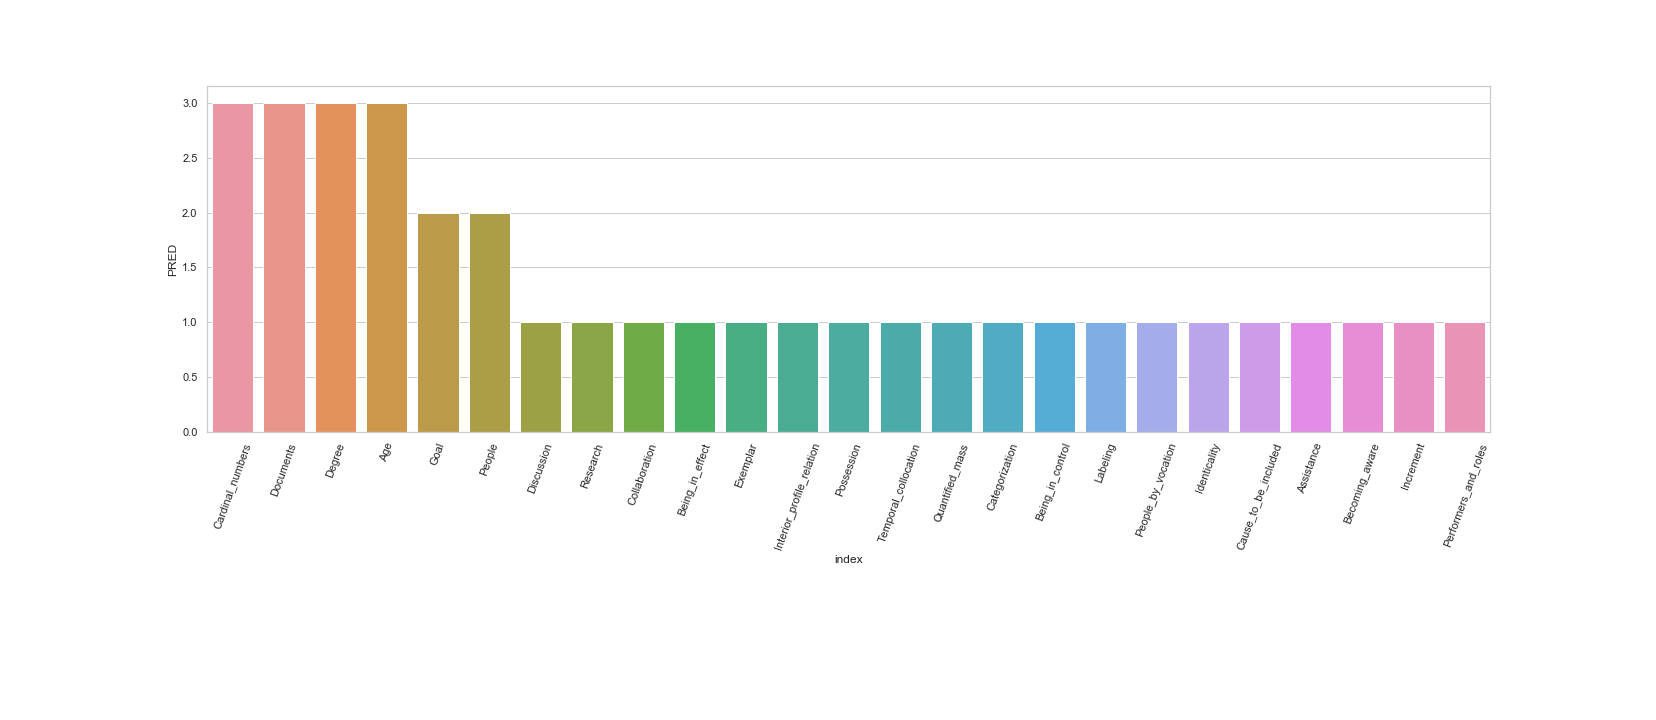 3.0
2.5
2.0
1.5
1.0
0.5
0.0
PRED
Cardinal_numbers
Documents
Degree
Age
Goal
People
Discussion
Research
Collaboration
Being_in_effect
Exemplar
Interior_profile_relation
Possession
Temporal_collocation
Quantified_mass
Categorization
Being_in_control
Labeling
People_by_vocation
Identicality
Cause_to_be_included
Assistance
Becoming_aware
Increment
Performers_and_roles
index